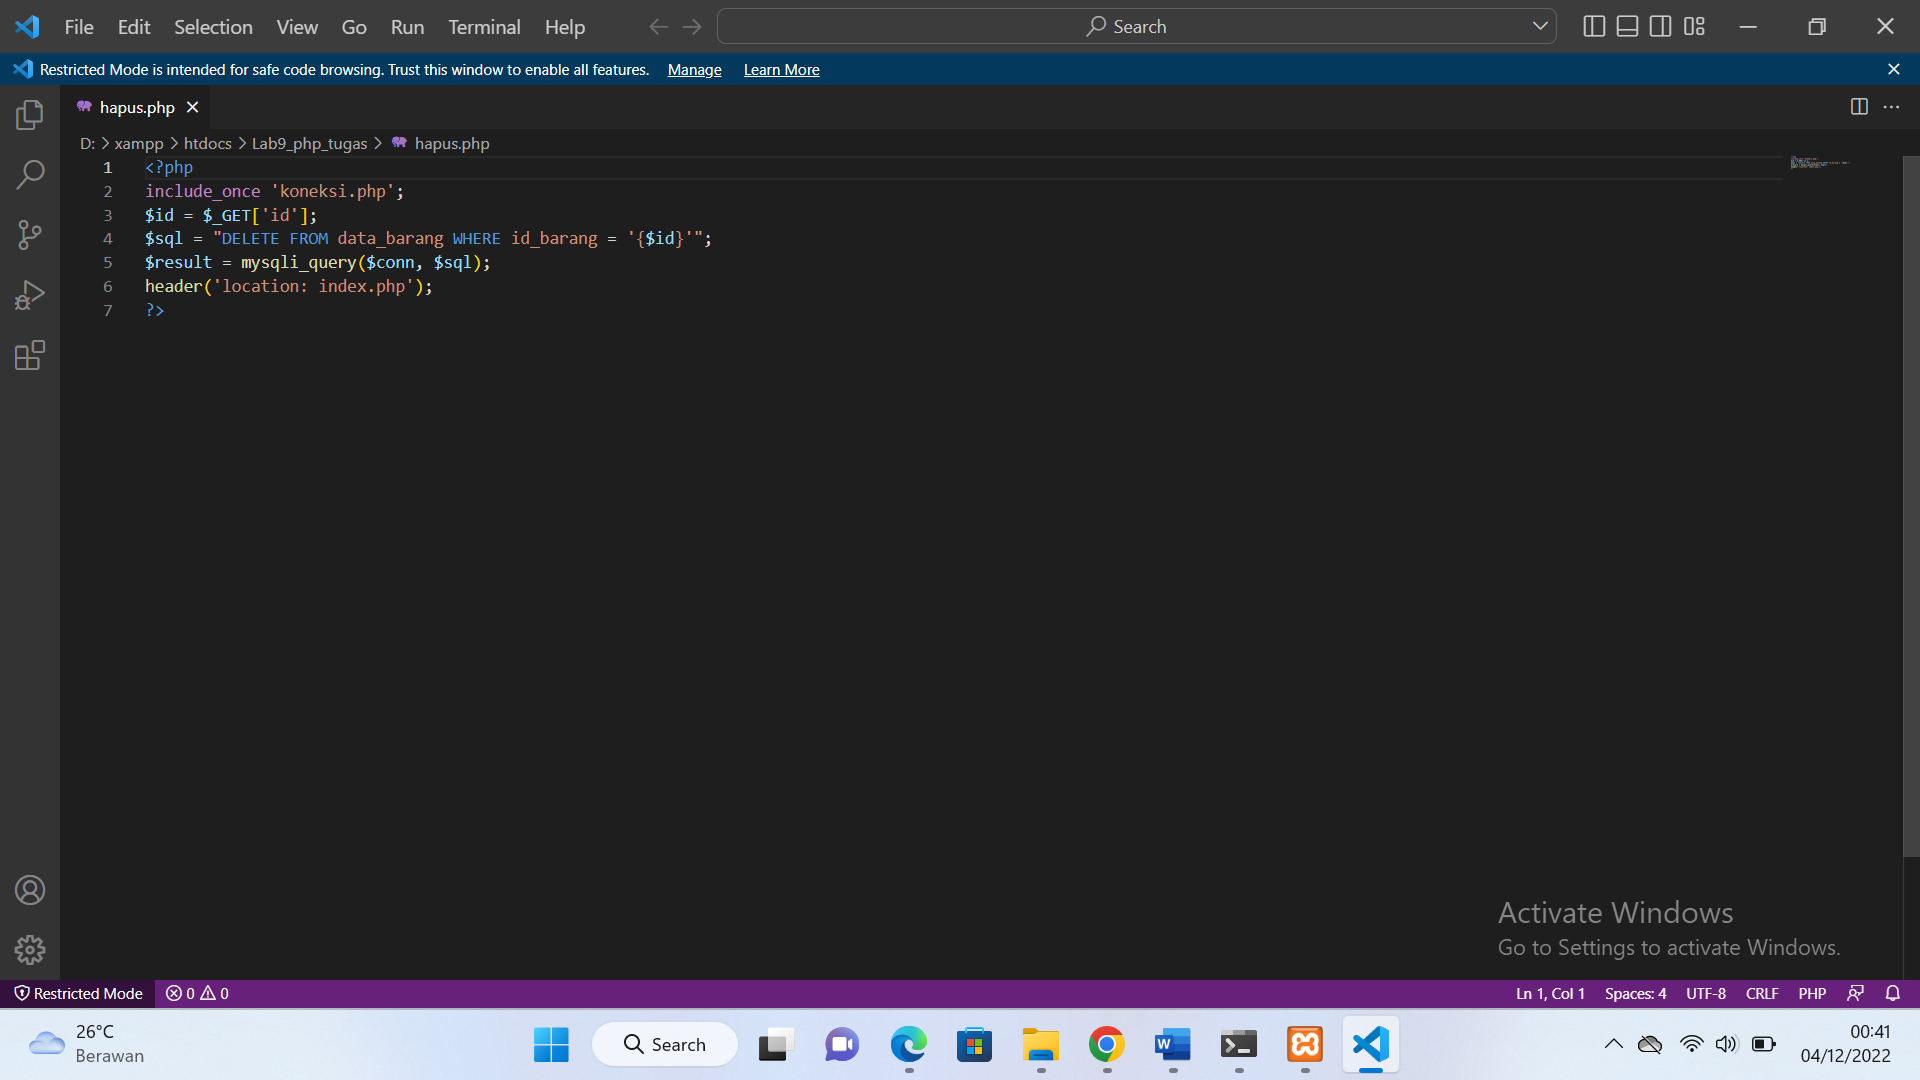 File Edit Selection View Go Run Terminal Help
Search
Restricted Mode is intended for safe code browsing. Trust this window to enable all features. Manage Learn More
hapus.php
D: > xampp > htdocs > Lab9_php_tugas > hapus.php
1 <?php
2 include_once 'koneksi.php';
3 $id = $_GET['id'];
4 $sql = "DELETE FROM data_barang WHERE id_barang = '{$id}'";
5 $result = mysqli_query($conn, $sql);
6 header('location: index.php');
7 ?>
Activate Windows
Go to Settings to activate Windows.
Restricted Mode 0 0 Ln 1, Col 1 Spaces: 4 UTF-8 CRLF PHP
26°C
Berawan
Search
W
00:41
04/12/2022